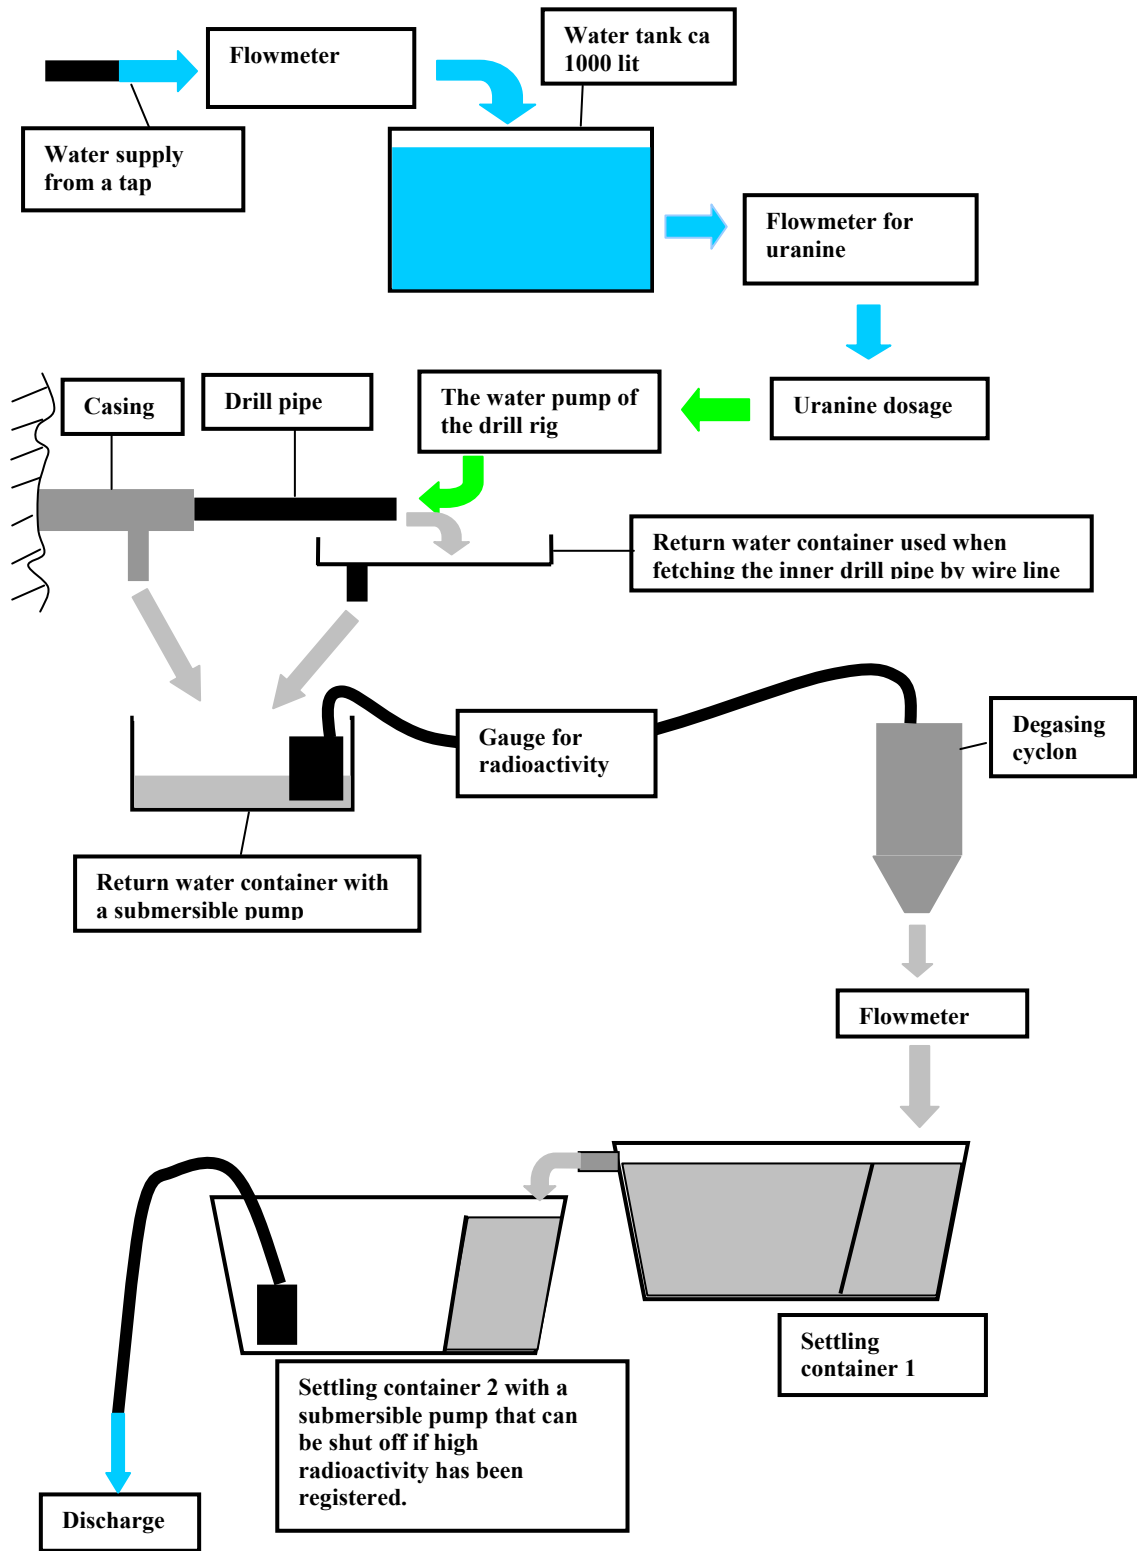 Flowmeter
Water tank ca
1000 lit
Water supply
from a tap
Flowmeter for
uranine
Casing
Drill pipe
The water pump of
the drill rig
Uranine dosage
Return water container used when
fetching the inner drill pipe by wire line
Gauge for
radioactivity
Degasing
cyclon
Return water container with
a submersible pump
Flowmeter
Settling
container 1
Settling container 2 with a
submersible pump that can
be shut off if high
radioactivity has been
registered.
Discharge